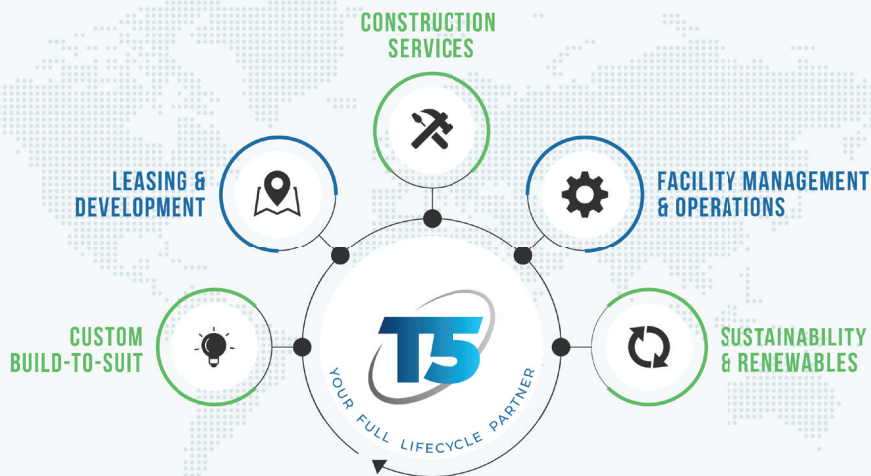 CONSTRUCTION
SERVICES
LEASING &
DEVELOPMENT
FACILITY MANAGEMENT
& OPERATIONS
CUSTOM
BUILD-TO-SUIT
SUSTAINABILITY
& RENEWABLES
T5
YOUR FULL LIFECYCLE PARTNER